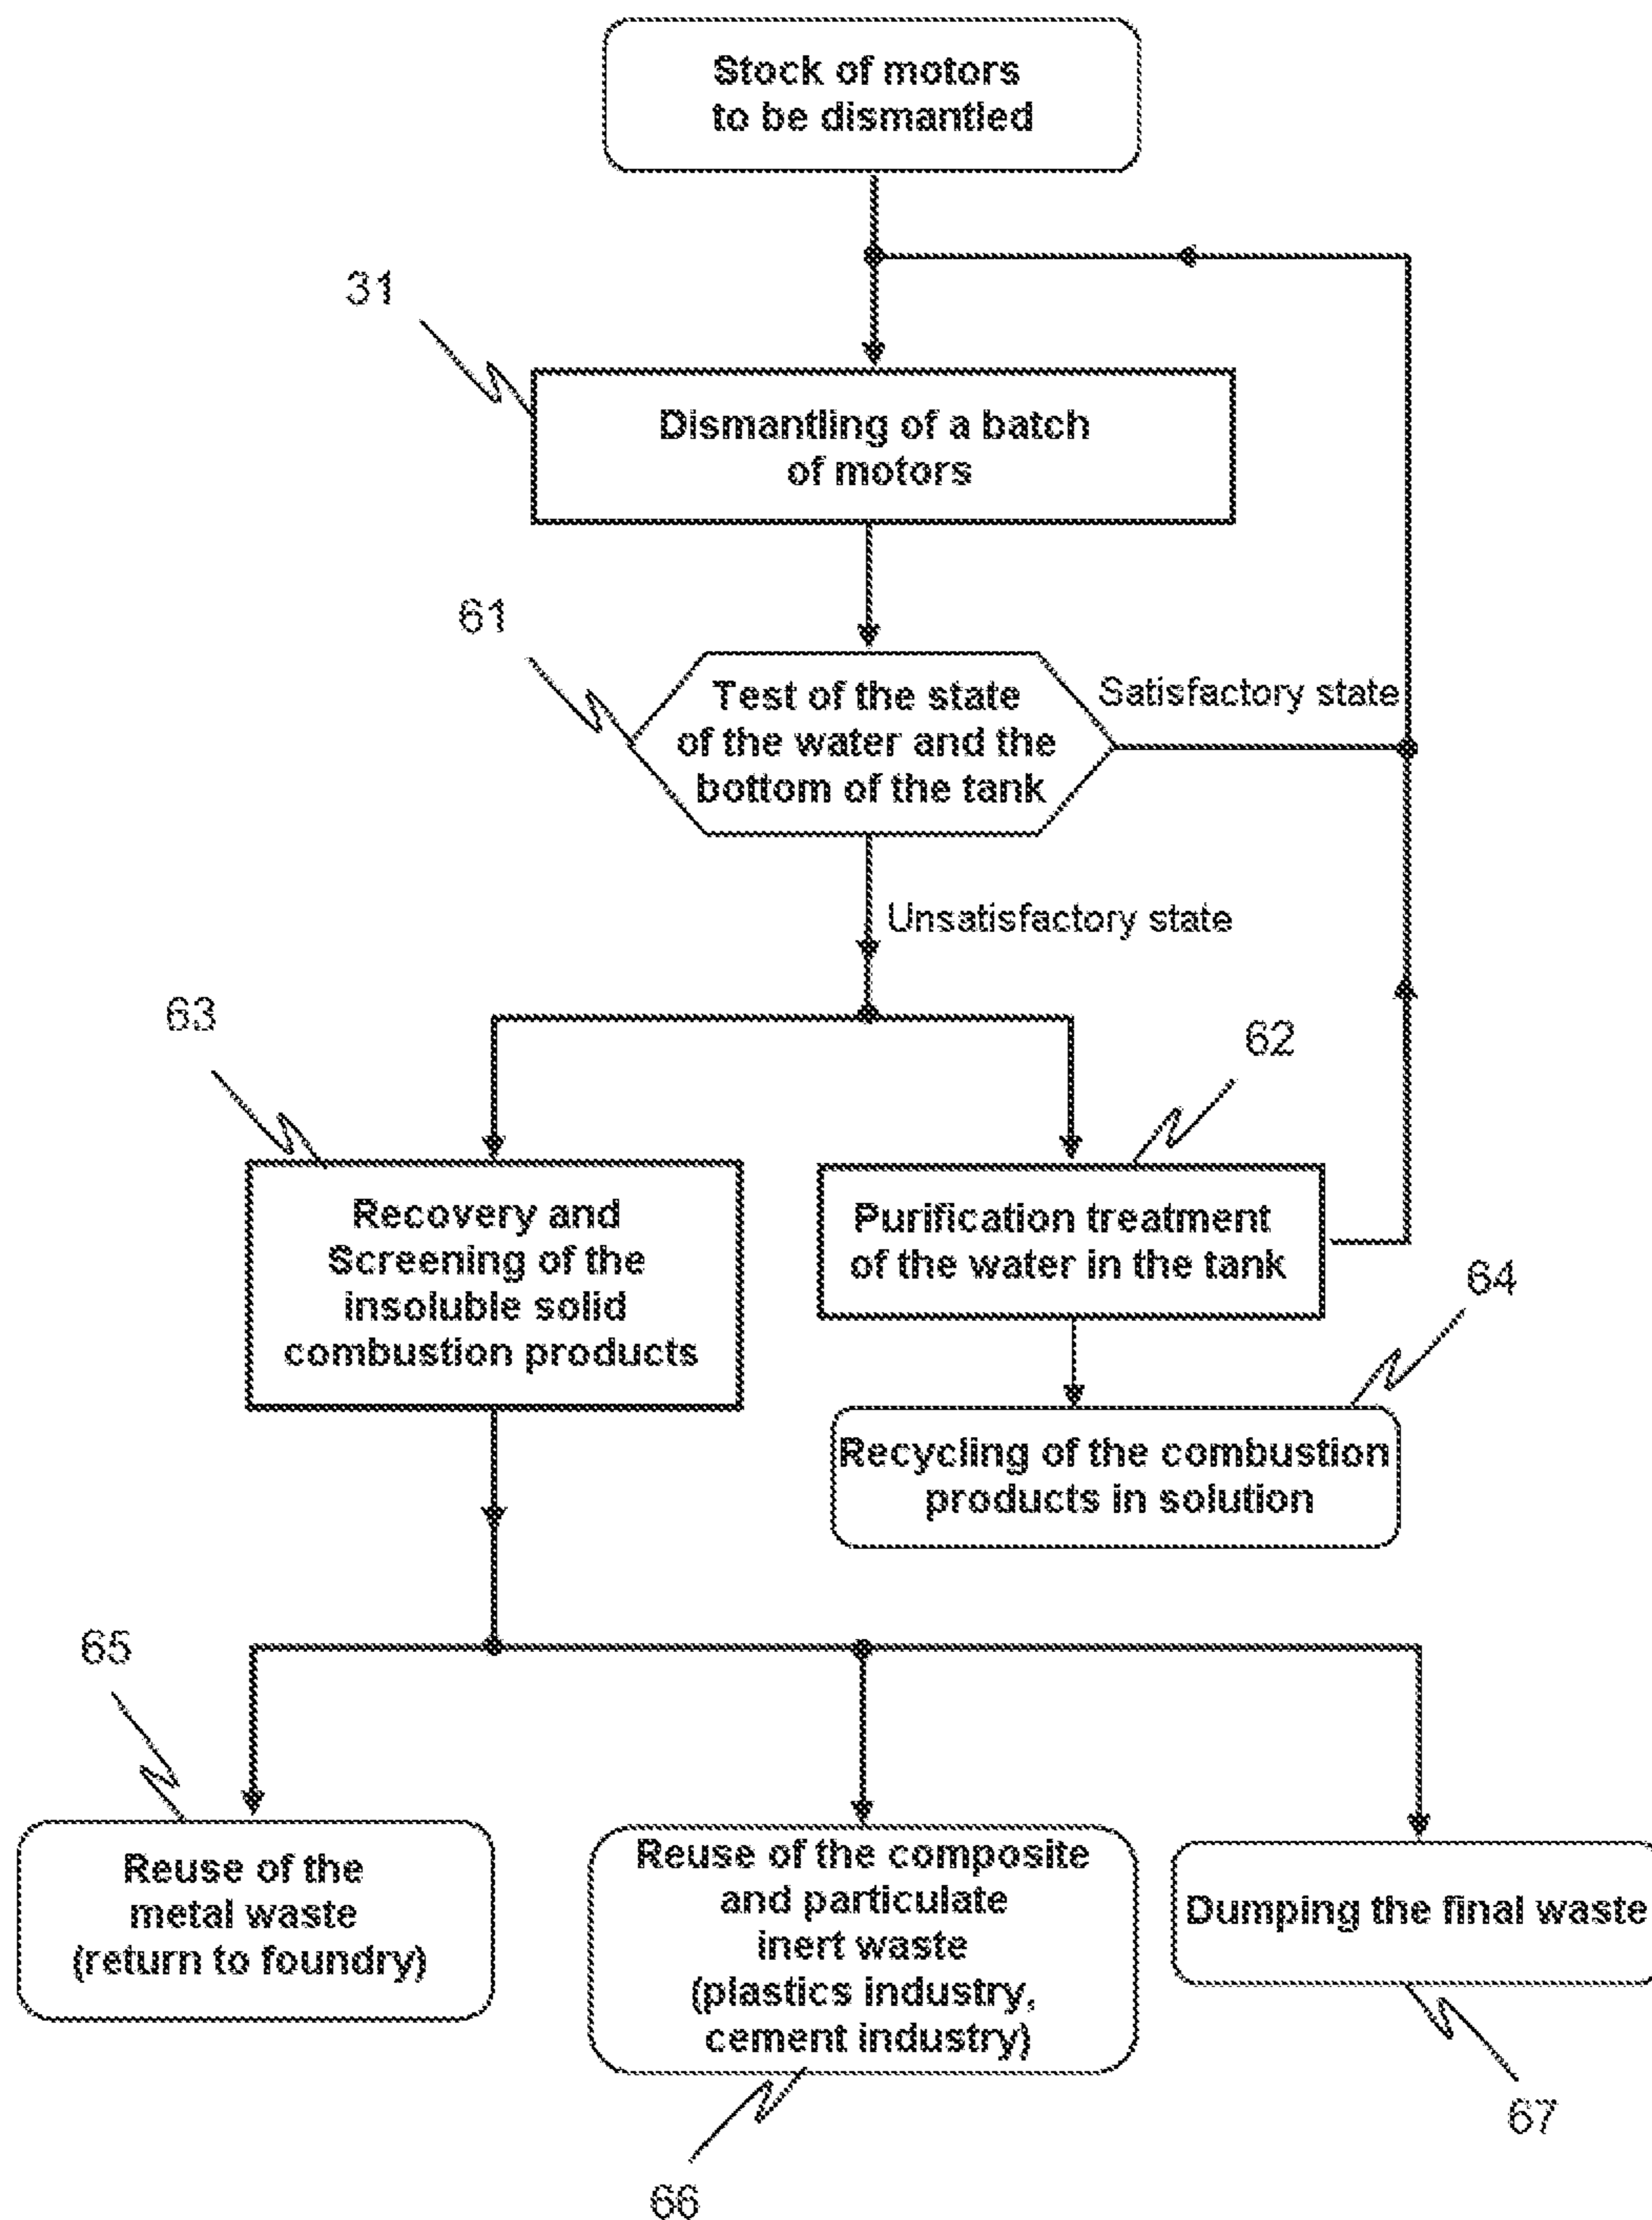 Stock of motors
to be dismantled
31
Dismantling of a batch
of motors
61
Test of the state
of the water and the
bottom of the tank
Satisfactory state
Unsatisfactory state
63
62
Recovery and
Screening of the
insoluble solid
combustion products
Purification treatment
of the water in the tank
64
Recycling of the combustion
products in solution
65
Reuse of the
metal waste
(return to foundry)
Reuse of the composite
and particulate
inert waste
(plastics industry,
cement industry)
Dumping the final waste
67
66